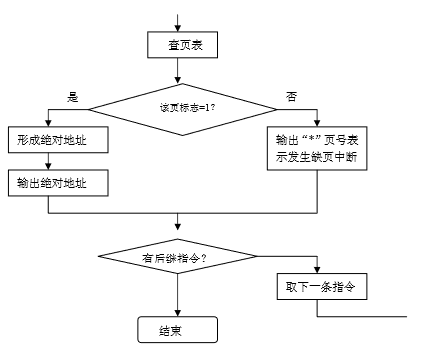 查页表
该页标志=1?
是
否
形成绝对地址
输出“*”页号表
示发生缺页中断
输出绝对地址
有后继指令?
取下一条指令
结束